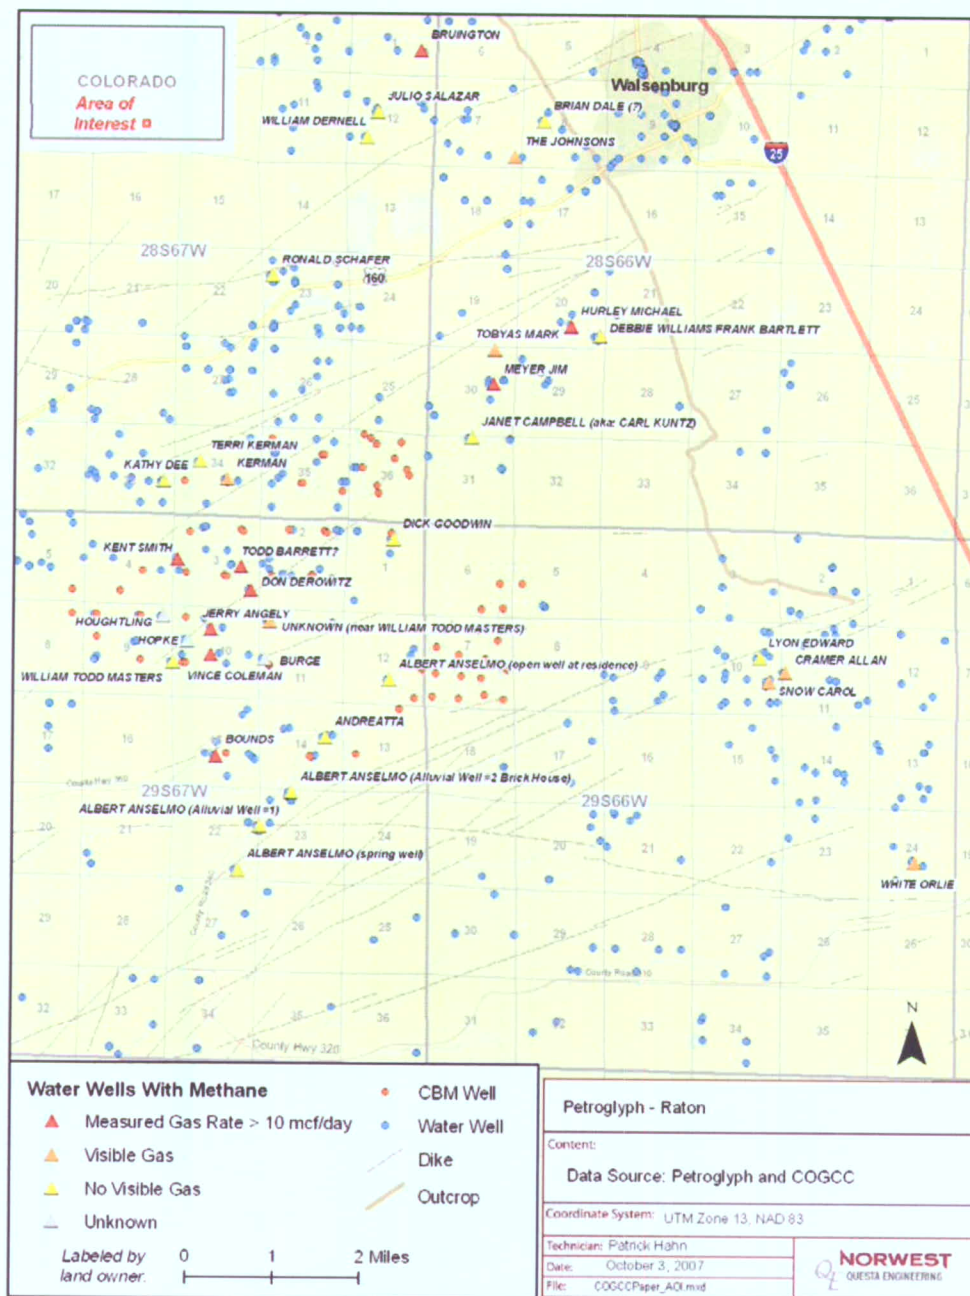 COLORADO
Area of
Interest
BRUINGTON
Walsenburg
JULIO SALAZAR
WILLIAM DERNELL
BRIAN DALE (?)
THE JOHNSONS
25
28S67W
28S66W
RONALD SCHAFER
160
HURLEY MICHAEL
TOBYAS MARK
DEBBIE WILLIAMS FRANK BARTLETT
MEYER JIM
JANET CAMPBELL (aka: CARL KUNTZ)
TERRI KERMAN
KATHY DEE
KERMAN
DICK GOODWIN
KENT SMITH
TODD BARRETT?
DON DEROWITZ
HOUGHTLING
JERRY ANGELY
UNKNOWN (near WILLIAM TODD MASTERS)
HOPKE
BURGE
WILLIAM TODD MASTERS
VINCE COLEMAN
ALBERT ANSELMO (open well at residence)
LYON EDWARD
CRAMER ALLAN
SNOW CAROL
ANDREATTA
BOUNDS
ALBERT ANSELMO (Alluvial Well =2 Brick House)
29S67W
29S66W
ALBERT ANSELMO (Alluvial Well =1)
ALBERT ANSELMO (spring well)
WHITE ORLIE
County Hwy 320
N
Water Wells With Methane
Measured Gas Rate > 10 mcf/day
Visible Gas
No Visible Gas
Unknown
CBM Well
Water Well
Dike
Outcrop
Labeled by
land owner.
0 1 2 Miles
Petroglyph - Raton
Content:
Data Source: Petroglyph and COGCC
Coordinate System: UTM Zone 13, NAD 83
Technician: Patrick Hahn
Date: October 3, 2007
File: COGCCPaper_AOI.mxd
NORWEST
QUESTA ENGINEERING